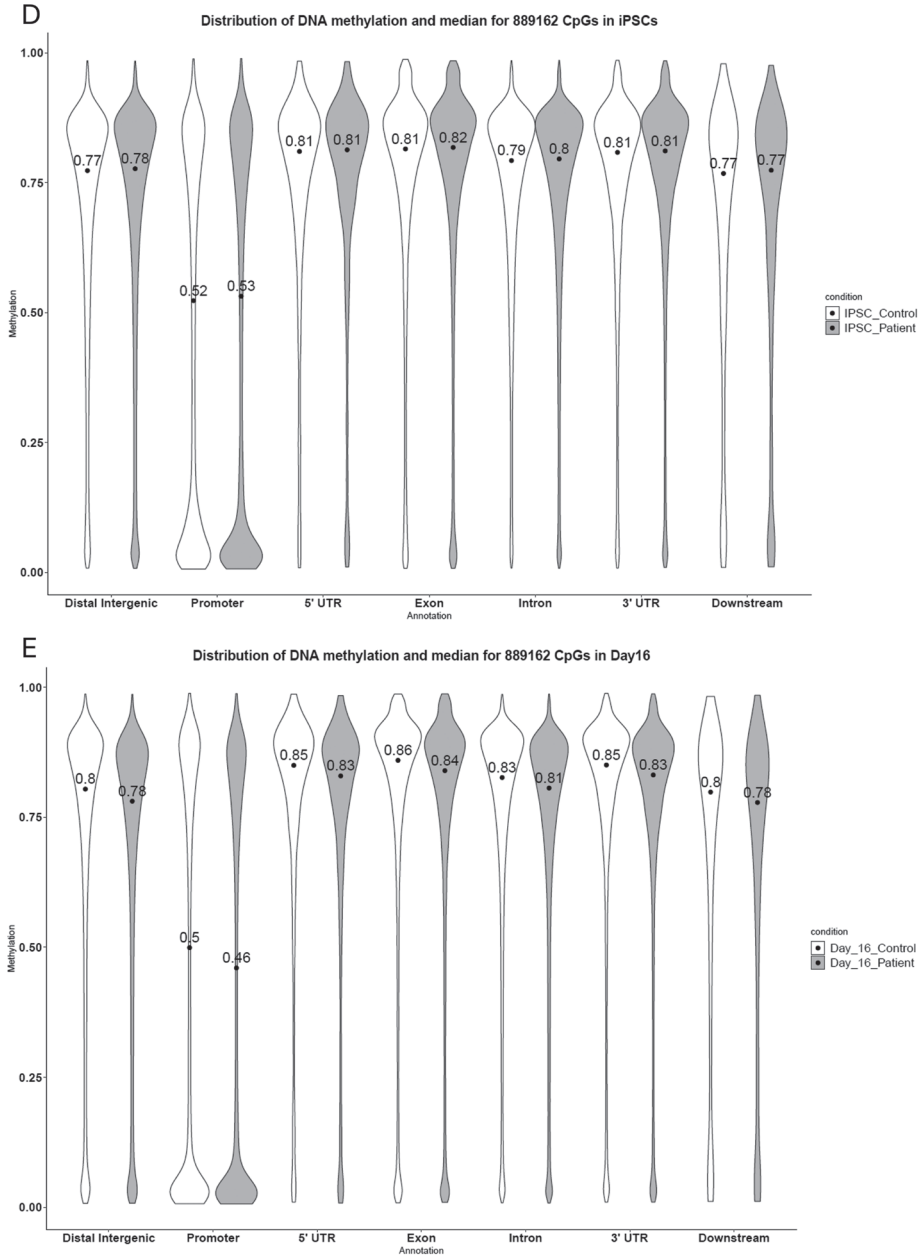 D
Distribution of DNA methylation and median for 889162 CpGs in iPSCs
1.00
0.75
0.50
0.25
0.00
Methylation
0.77 0.78 0.52 0.53 0.81 0.81 0.81 0.82 0.79 0.8 0.81 0.81 0.77 0.77
condition
IPSC_Control
IPSC_Patient
Distal Intergenic Promoter 5' UTR Exon Intron 3' UTR Downstream
Annotation
E
Distribution of DNA methylation and median for 889162 CpGs in Day16
1.00
0.75
0.50
0.25
0.00
Methylation
0.8 0.78 0.5 0.46 0.85 0.83 0.86 0.84 0.83 0.81 0.85 0.83 0.8 0.78
condition
Day_16_Control
Day_16_Patient
Distal Intergenic Promoter 5' UTR Exon Intron 3' UTR Downstream
Annotation